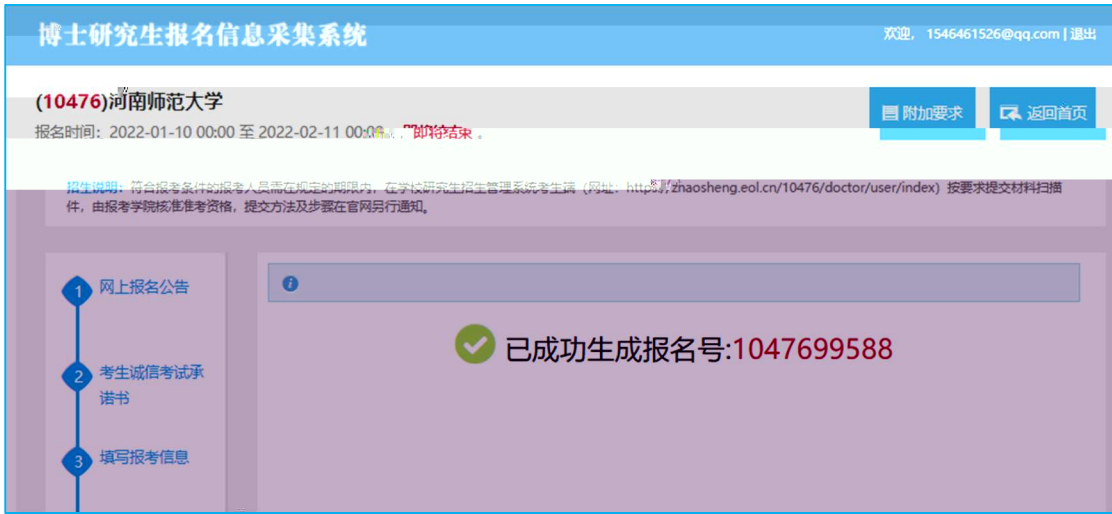 博士研究生报名信息采集系统
欢迎， 1546461526@qq.com | 退出
(10476)河南师范大学
附加要求
返回首页
报名时间：2022-01-10 00:00 至 2022-02-11 00:00， 即将结束 。
招生说明：符合报考条件的报考人员需在规定的期限内，在学校研究生招生管理系统考生端（网址：https://zhaosheng.eol.cn/10476/doctor/user/index）按要求提交材料扫描
件，由报考学院核准准考资格，提交方法及步骤在官网另行通知。
1 网上报名公告
已成功生成报名号:1047699588
2 考生诚信考试承
诺书
3 填写报考信息